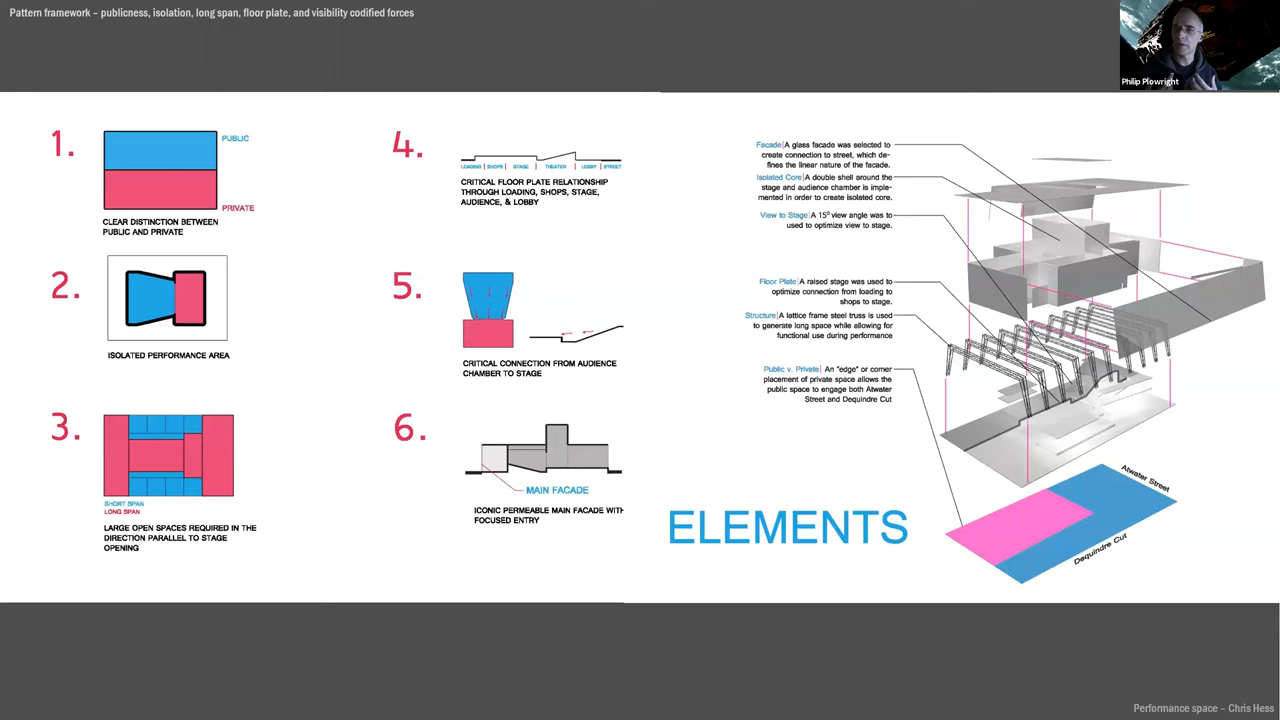 Pattern framework – publicness, isolation, long span, floor plate, and visibility codified forces
Philip Plowright
1.
PUBLIC
PRIVATE
CLEAR DISTINCTION BETWEEN
PUBLIC AND PRIVATE
2.
ISOLATED PERFORMANCE AREA
3.
SHORT SPAN
LONG SPAN
LARGE OPEN SPACES REQUIRED IN THE
DIRECTION PARALLEL TO STAGE
OPENING
4.
LOADING | SHOPS | STAGE | THEATER | LOBBY | STREET
CRITICAL FLOOR PLATE RELATIONSHIP
THROUGH LOADING, SHOPS, STAGE,
AUDIENCE, & LOBBY
5.
CRITICAL CONNECTION FROM AUDIENCE
CHAMBER TO STAGE
6.
MAIN FACADE
ICONIC PERMEABLE MAIN FACADE WITH
FOCUSED ENTRY
Facade | A glass facade was selected to
create connection to street, which de-
fines the linear nature of the facade.
Isolated Core | A double shell around the
stage and audience chamber is imple-
mented in order to create isolated core.
View to Stage | A 15° view angle was to
used to optimize view to stage.
Floor Plate | A raised stage was used to
optimize connection from loading to
shops to stage.
Structure | A lattice frame steel truss is used
to generate long space while allowing for
functional use during performance
Public v. Private | An "edge" or corner
placement of private space allows the
public space to engage both Atwater
Street and Dequindre Cut
ELEMENTS
Atwater Street
Dequindre Cut
Performance space – Chris Hess